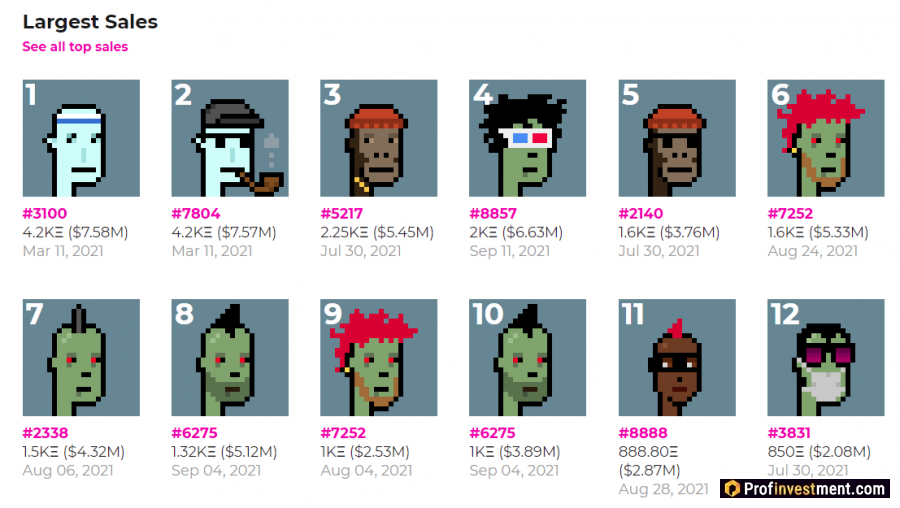 Largest Sales
See all top sales
1
2
3
4
5
6
#3100
#7804
#5217
#8857
#2140
#7252
4.2KΞ ($7.58M)
4.2KΞ ($7.57M)
2.25KΞ ($5.45M)
2KΞ ($6.63M)
1.6KΞ ($3.76M)
1.6KΞ ($5.33M)
Mar 11, 2021
Mar 11, 2021
Jul 30, 2021
Sep 11, 2021
Jul 30, 2021
Aug 24, 2021
7
8
9
10
11
12
#2338
#6275
#7252
#6275
#8888
#3831
1.5KΞ ($4.32M)
1.32KΞ ($5.12M)
1KΞ ($2.53M)
1KΞ ($3.89M)
888.80Ξ
($2.87M)
850Ξ ($2.08M)
Aug 06, 2021
Sep 04, 2021
Aug 04, 2021
Sep 04, 2021
Aug 28, 2021
Jul 30, 2021
Profinvestment.com